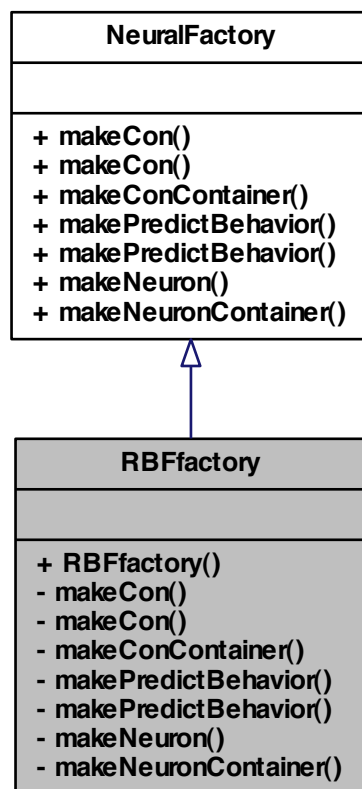 NeuralFactory
+ makeCon()
+ makeCon()
+ makeConContainer()
+ makePredictBehavior()
+ makePredictBehavior()
+ makeNeuron()
+ makeNeuronContainer()
RBFfactory
+ RBFfactory()
- makeCon()
- makeCon()
- makeConContainer()
- makePredictBehavior()
- makePredictBehavior()
- makeNeuron()
- makeNeuronContainer()